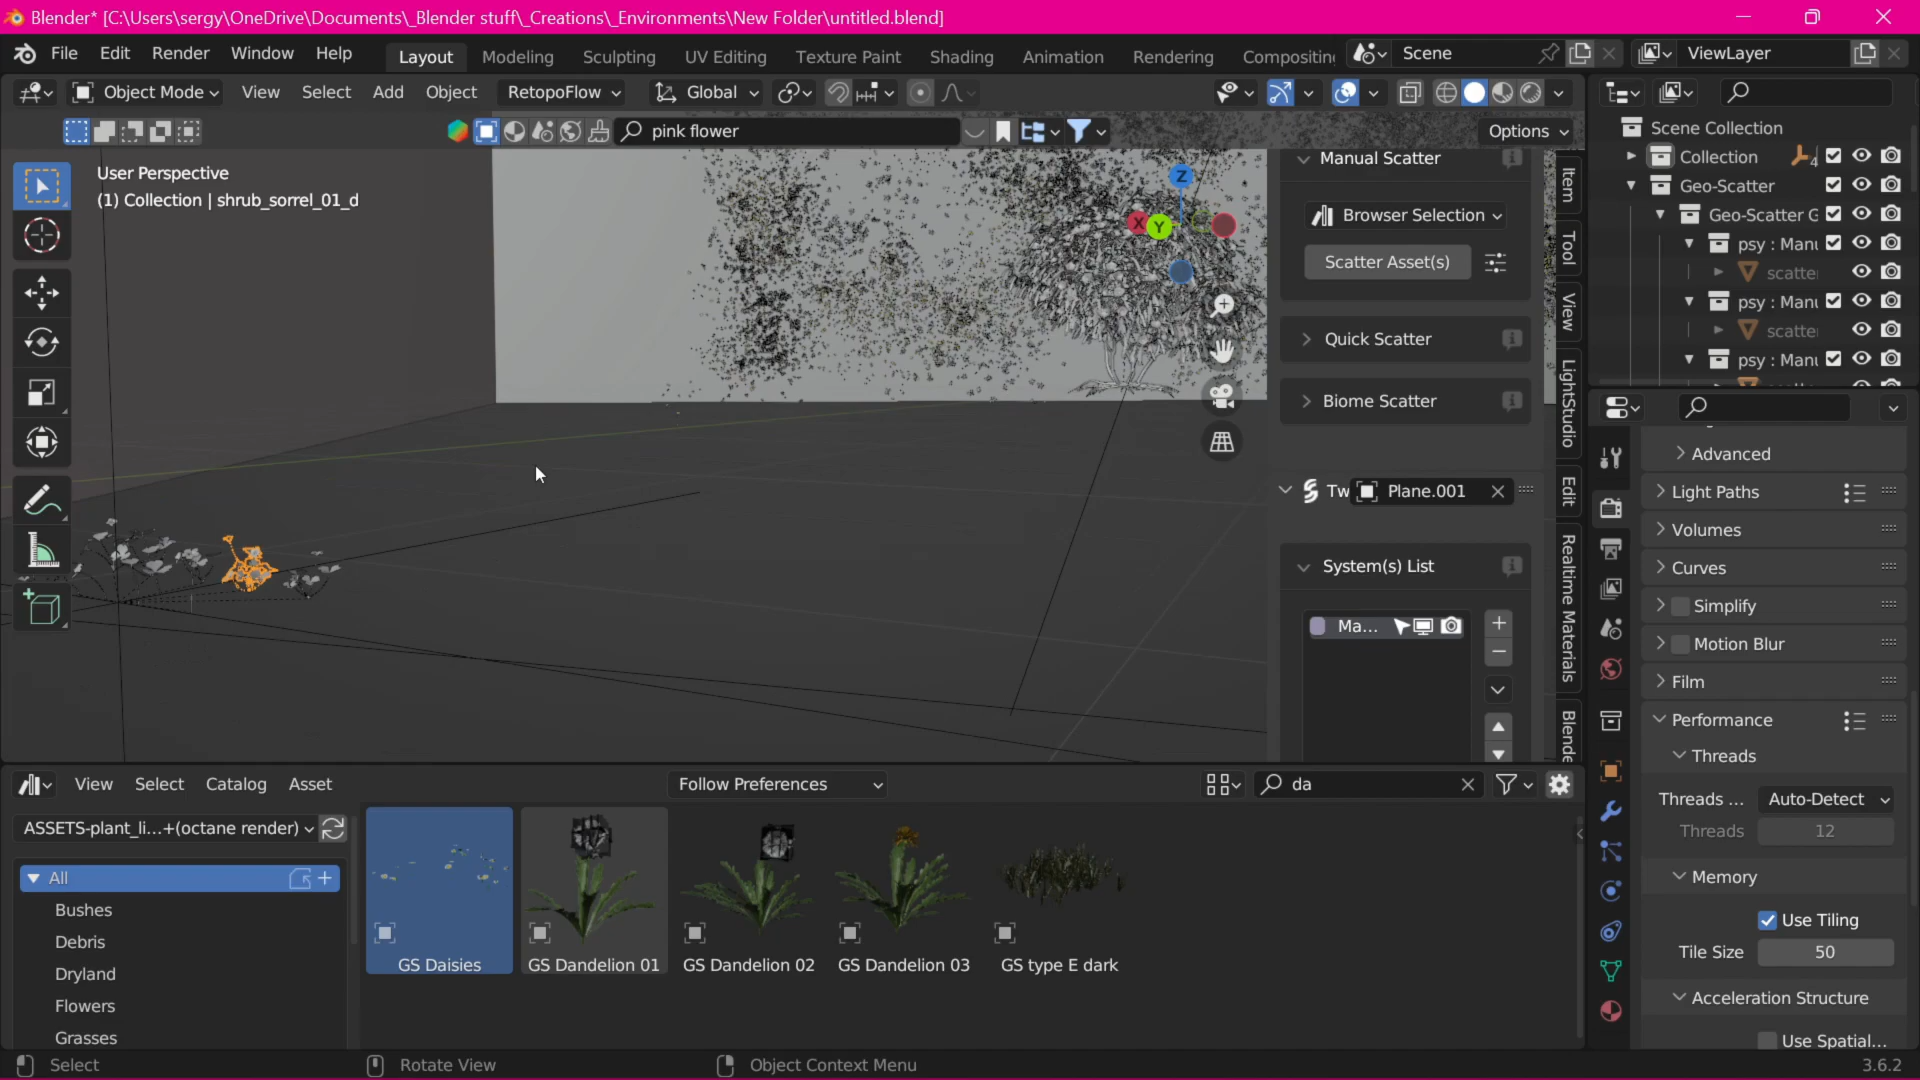 Blender* [C:\Users\sergy\OneDrive\Documents\_Blender stuff\_Creations\_Environments\New Folder\untitled.blend]
File Edit Render Window Help Layout Modeling Sculpting UV Editing Texture Paint Shading Animation Rendering Compositing Scene ViewLayer
Object Mode View Select Add Object RetopoFlow Global
pink flower Options
User Perspective
(1) Collection | shrub_sorrel_01_d
Z
X Y
Manual Scatter
Browser Selection
Scatter Asset(s)
Quick Scatter
Biome Scatter
Tw Plane.001
System(s) List
Ma...
Item
Tool
View
LightStudio
Edit
Realtime Materials
Blende
Scene Collection
Collection 4
Geo-Scatter
Geo-Scatter G
psy : Manu
scatte
psy : Manu
scatte
psy : Manu
Advanced
Light Paths
Volumes
Curves
Simplify
Motion Blur
Film
Performance
Threads
Threads ... Auto-Detect
Threads 12
Memory
Use Tiling
Tile Size 50
Acceleration Structure
Use Spatial...
View Select Catalog Asset Follow Preferences da
ASSETS-plant_li...+(octane render)
All
Bushes
Debris
Dryland
Flowers
Grasses
GS Daisies GS Dandelion 01 GS Dandelion 02 GS Dandelion 03 GS type E dark
Select Rotate View Object Context Menu 3.6.2